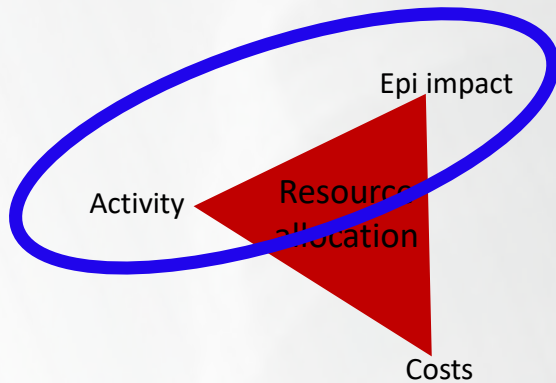 Epi impact
Activity
Resource
allocation
Costs